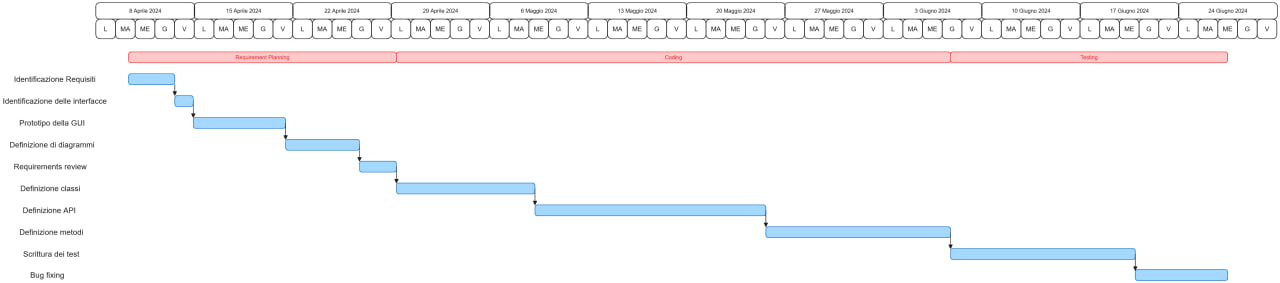 8 Aprile 2024 15 Aprile 2024 22 Aprile 2024 29 Aprile 2024 6 Maggio 2024 13 Maggio 2024 20 Maggio 2024 27 Maggio 2024 3 Giugno 2024 10 Giugno 2024 17 Giugno 2024 24 Giugno 2024
L MA ME G V L MA ME G V L MA ME G V L MA ME G V L MA ME G V L MA ME G V L MA ME G V L MA ME G V L MA ME G V L MA ME G V L MA ME G V L MA ME G V
Requirement Planning Coding Testing
Identificazione Requisiti
Identificazione delle interfacce
Prototipo della GUI
Definizione di diagrammi
Requirements review
Definizione classi
Definizione API
Definizione metodi
Scrittura dei test
Bug fixing